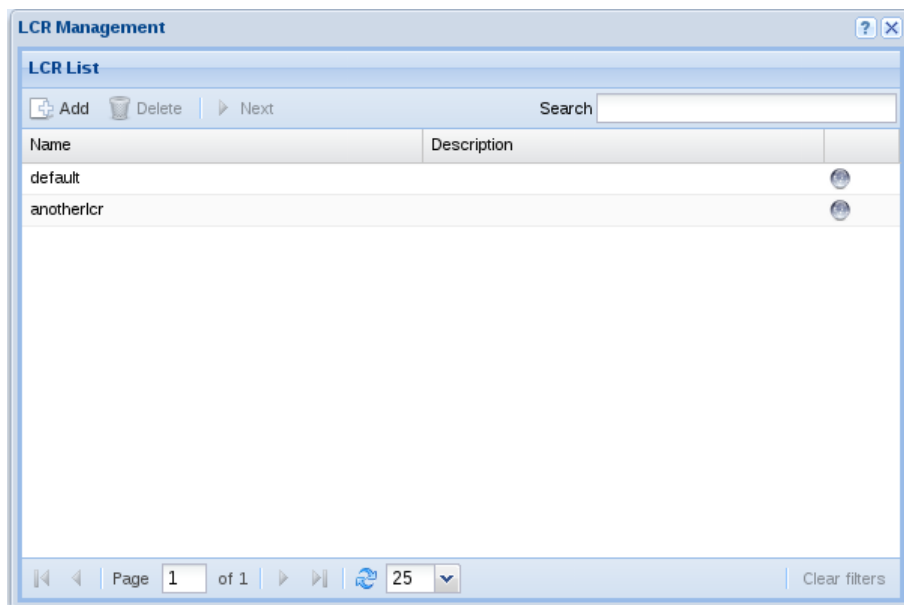 LCR Management ?
LCR List
Add Delete Next Search
Name Description
default
anotherlcr
Page 1 of 1 25 Clear filters